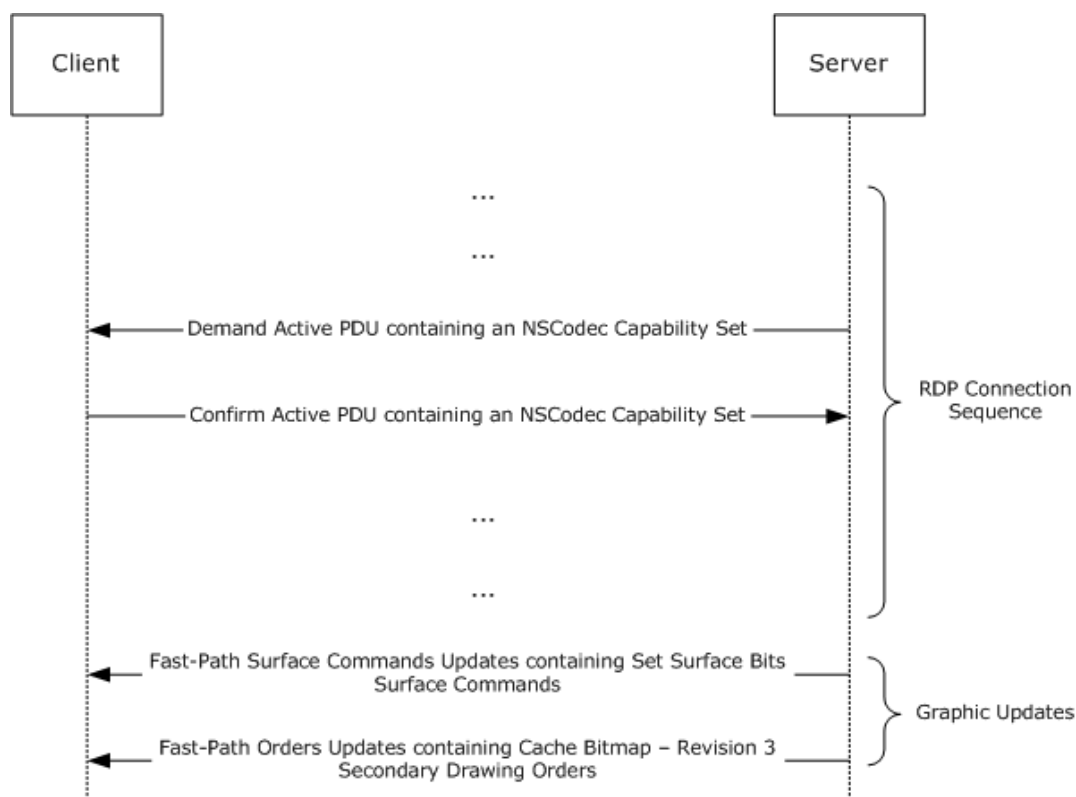 Client
Server
...
...
Demand Active PDU containing an NSCodec Capability Set
Confirm Active PDU containing an NSCodec Capability Set
RDP Connection
Sequence
...
...
Fast-Path Surface Commands Updates containing Set Surface Bits
Surface Commands
Graphic Updates
Fast-Path Orders Updates containing Cache Bitmap – Revision 3
Secondary Drawing Orders